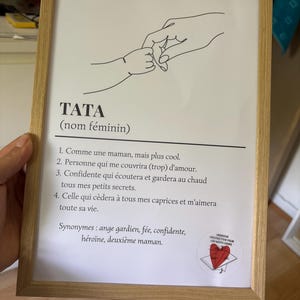 TATA
(nom féminin)
1. Comme une maman, mais plus cool.
2. Personne qui me couvrira (trop) d'amour.
3. Confidente qui écoutera et gardera au chaud
tous mes petits secrets.
4. Celle qui cèdera à tous mes caprices et m'aimera
toute sa vie.
Synonymes : ange gardien, fée, confidente,
héroïne, deuxième maman.